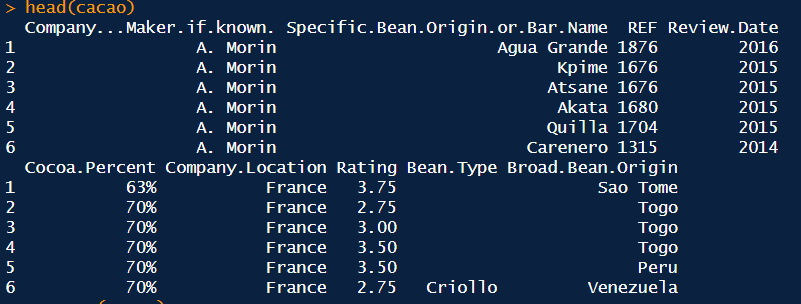 > head(cacao)
Company...Maker.if.known. Specific.Bean.Origin.or.Bar.Name REF Review.Date
1 A. Morin Agua Grande 1876 2016
2 A. Morin Kpime 1676 2015
3 A. Morin Atsane 1676 2015
4 A. Morin Akata 1680 2015
5 A. Morin Quilla 1704 2015
6 A. Morin Carenero 1315 2014
Cocoa.Percent Company.Location Rating Bean.Type Broad.Bean.Origin
1 63% France 3.75 Sao Tome
2 70% France 2.75 Togo
3 70% France 3.00 Togo
4 70% France 3.50 Togo
5 70% France 3.50 Peru
6 70% France 2.75 Criollo Venezuela